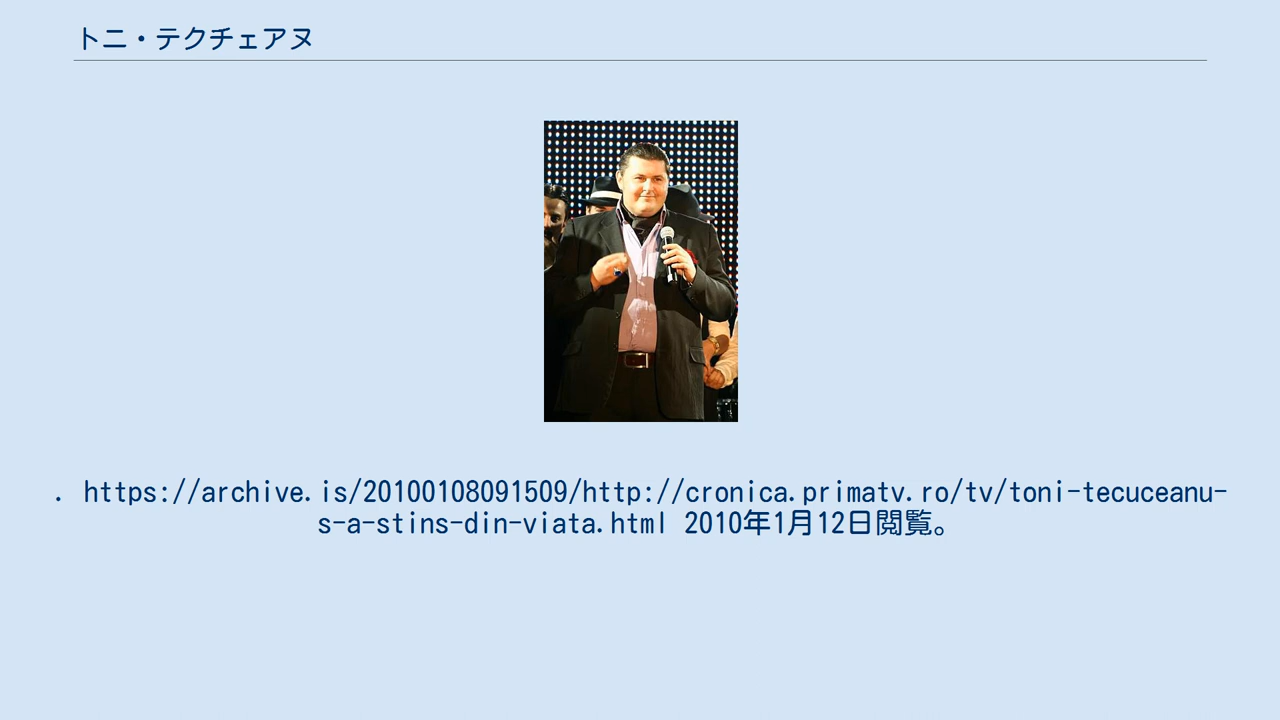 トニ・テクチェアヌ
. https://archive.is/20100108091509/http://cronica.primatv.ro/tv/toni-tecuceanu-
s-a-stins-din-viata.html 2010年1月12日閲覧。